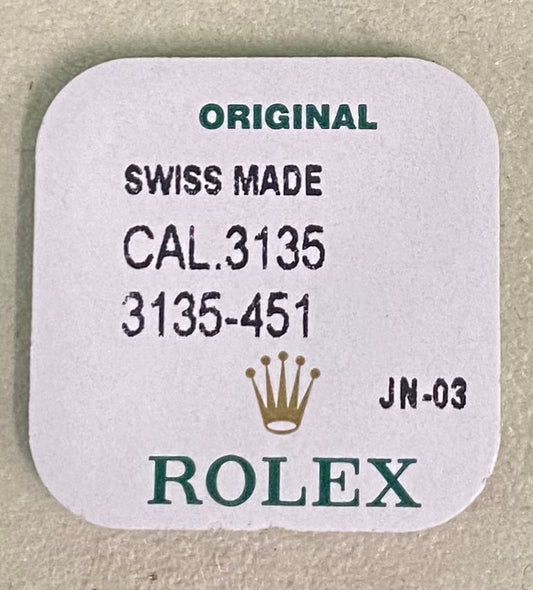 ORIGINAL
SWISS MADE
CAL.3135
3135-451
JN-03
ROLEX